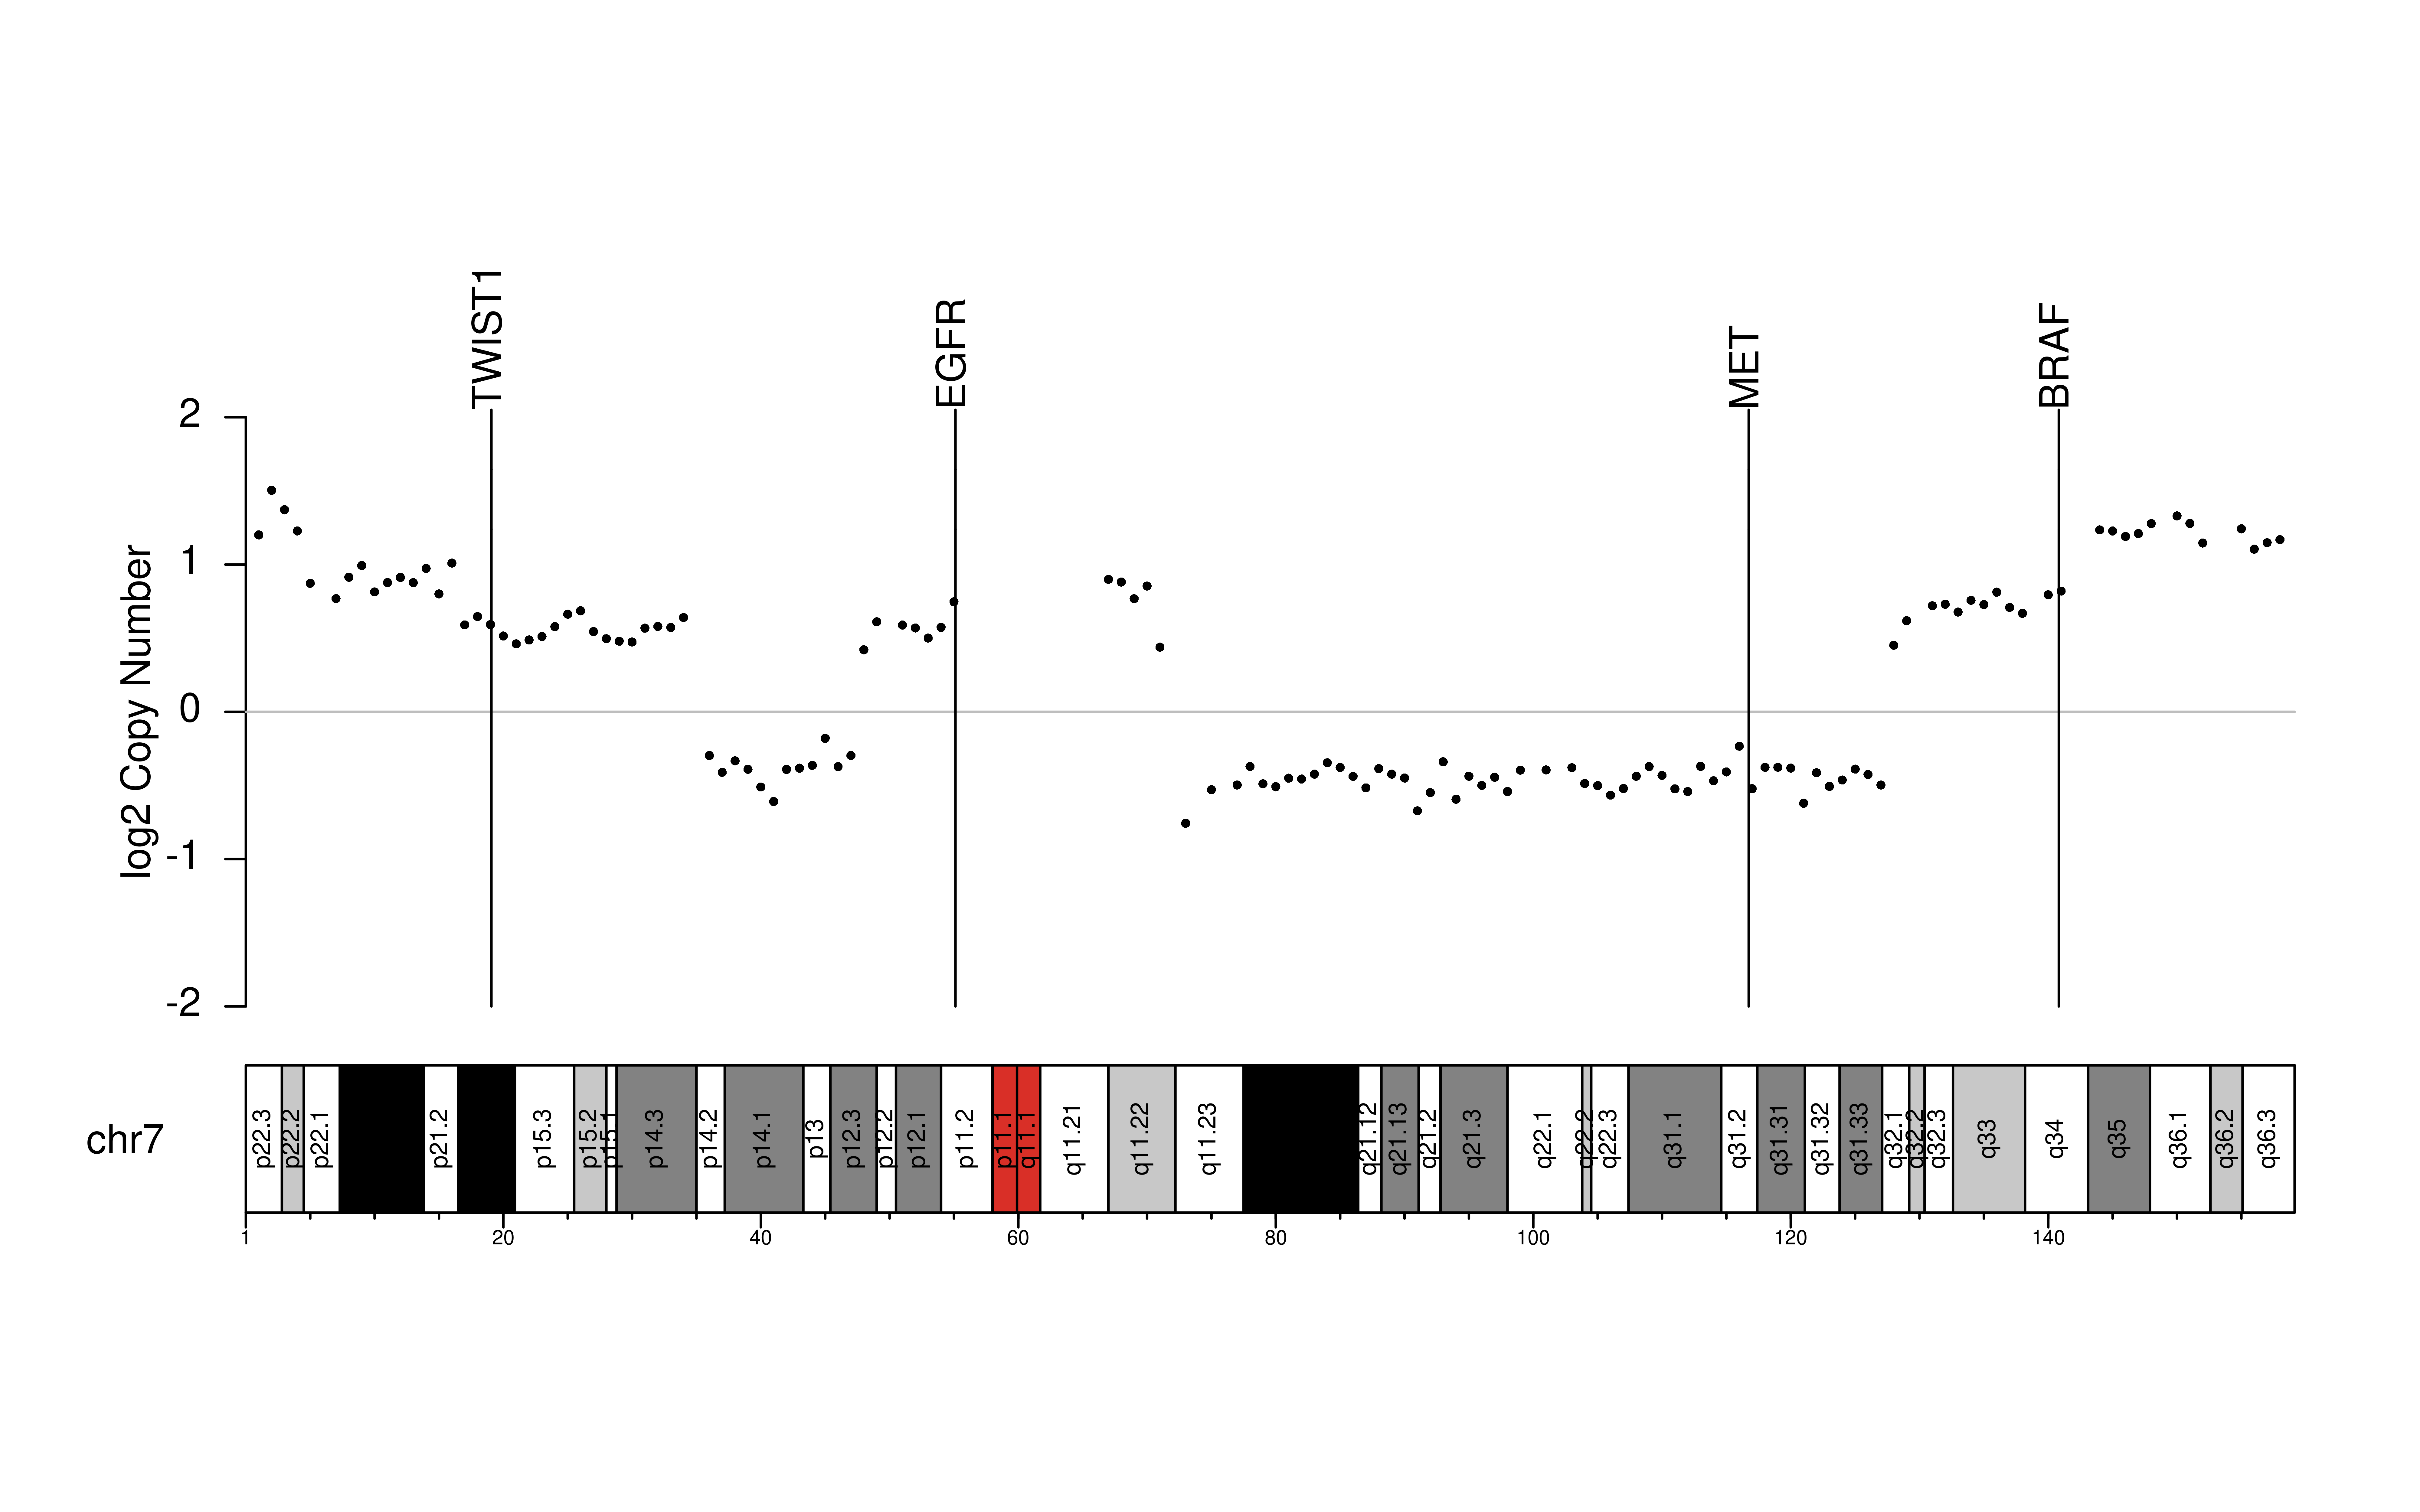 TWIST1
EGFR
MET
BRAF
log2 Copy Number
2
1
0
-1
-2
chr7
p22.3
p22.2
p22.1
p21.2
p15.3
p15.2
p15.1
p14.3
p14.2
p14.1
p13
p12.3
p12.2
p12.1
p11.2
p11.1
q11.1
q11.21
q11.22
q11.23
q21.12
q21.13
q21.2
q21.3
q22.1
q22.2
q22.3
q31.1
q31.2
q31.31
q31.32
q31.33
q32.1
q32.2
q32.3
q33
q34
q35
q36.1
q36.2
q36.3
1
20
40
60
80
100
120
140